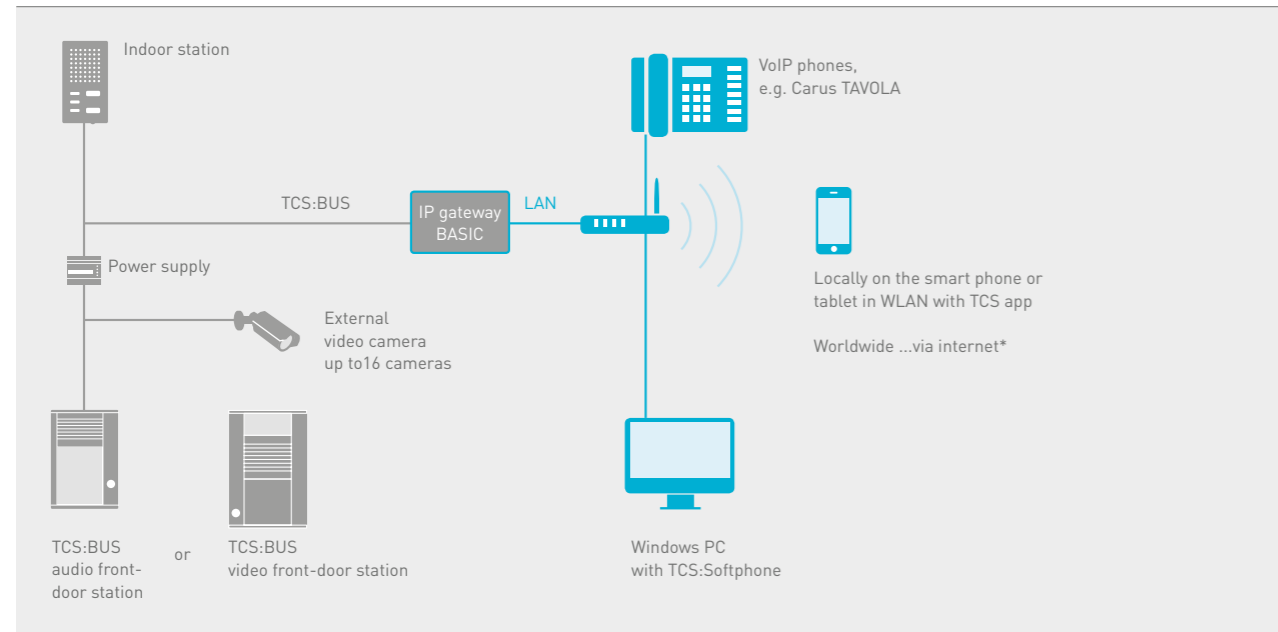 Indoor station
VoIP phones,
e.g. Carus TAVOLA
TCS:BUS
IP gateway
BASIC
LAN
Power supply
Locally on the smart phone or
tablet in WLAN with TCS app
Worldwide ...via internet*
External
video camera
up to16 cameras
TCS:BUS
audio front-
door station
or
TCS:BUS
video front-door station
Windows PC
with TCS:Softphone